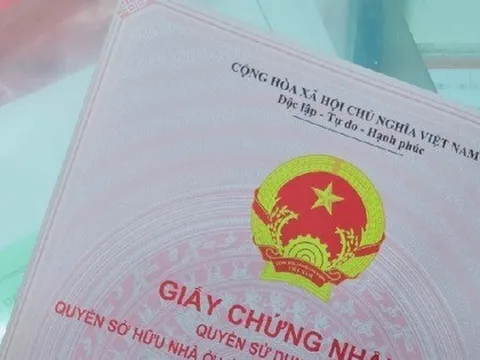 CỘNG HÒA XÃ HỘI CHỦ NGHĨA VIỆT NAM
Độc lập - Tự do - Hạnh phúc
GIẤY CHỨNG NHẬN
QUYỀN SỬ DỤNG
QUYỀN SỞ HỮU NHÀ Ở